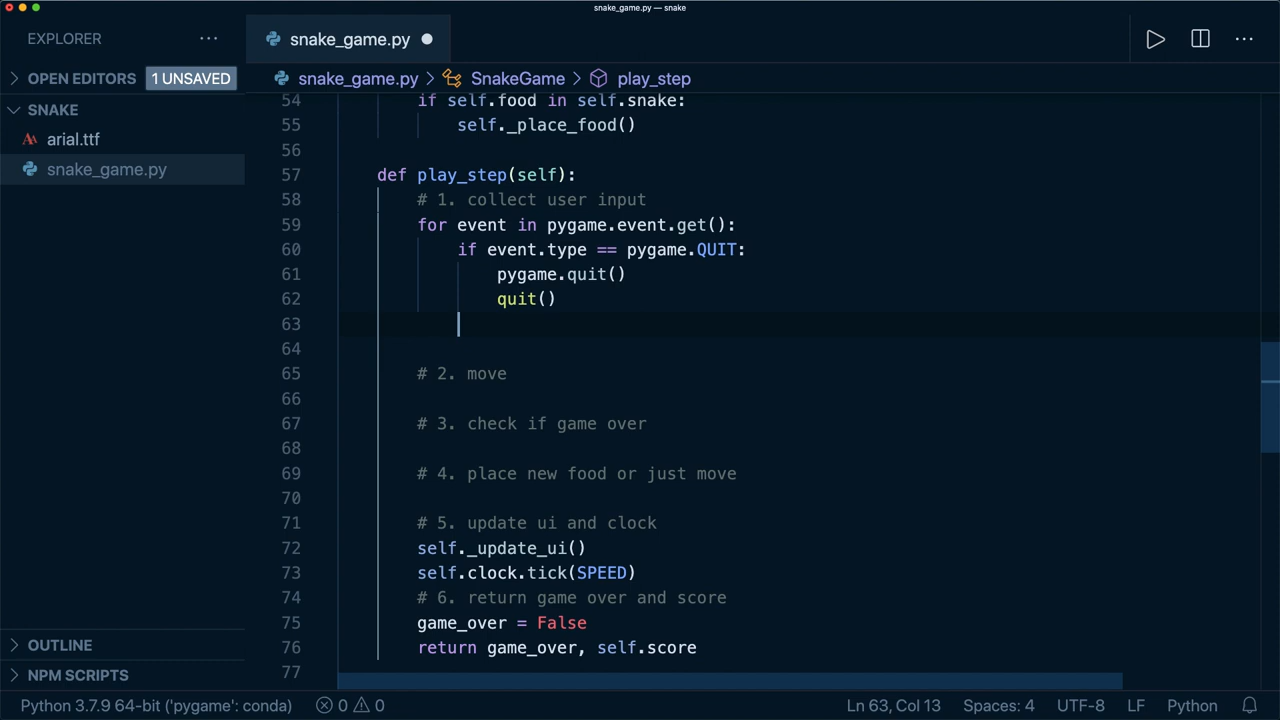 snake_game.py — snake
EXPLORER
snake_game.py
OPEN EDITORS 1 UNSAVED
snake_game.py > SnakeGame > play_step
SNAKE
arial.ttf
snake_game.py
54 if self.food in self.snake:
55 self._place_food()
56
57 def play_step(self):
58 # 1. collect user input
59 for event in pygame.event.get():
60 if event.type == pygame.QUIT:
61 pygame.quit()
62 quit()
63
64
65 # 2. move
66
67 # 3. check if game over
68
69 # 4. place new food or just move
70
71 # 5. update ui and clock
72 self._update_ui()
73 self.clock.tick(SPEED)
74 # 6. return game over and score
75 game_over = False
76 return game_over, self.score
77
OUTLINE
NPM SCRIPTS
Python 3.7.9 64-bit ('pygame': conda) 0 0 Ln 63, Col 13 Spaces: 4 UTF-8 LF Python